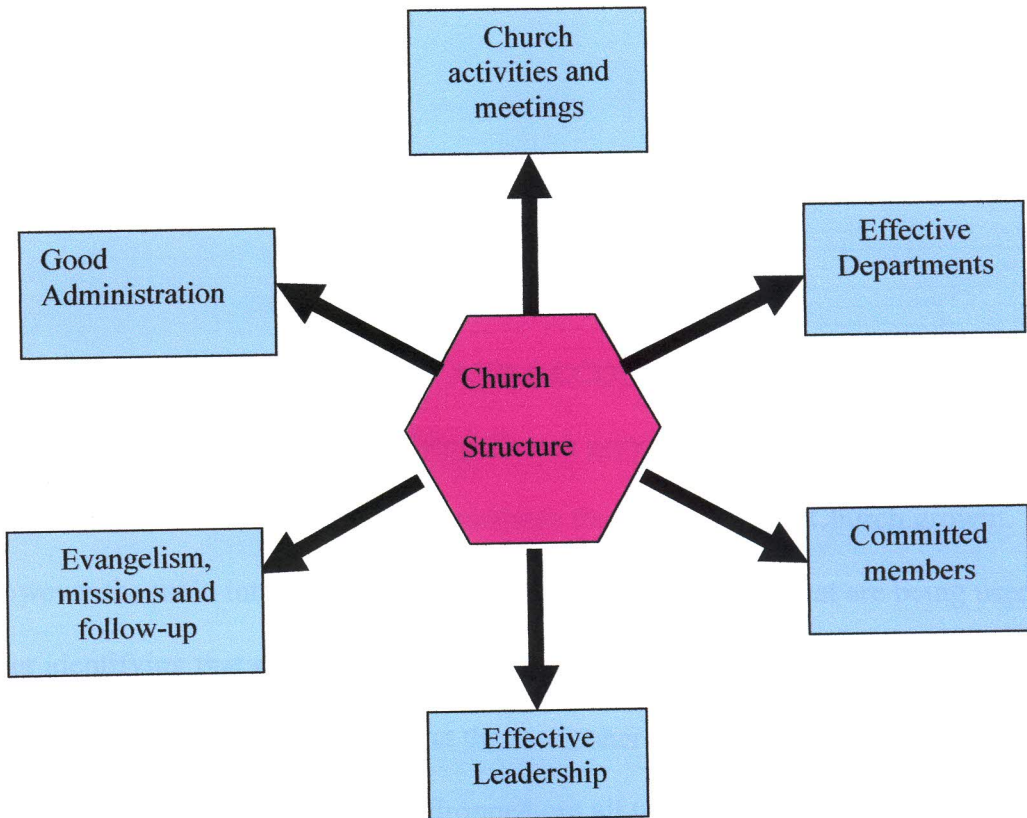 Church
activities and
meetings
Effective
Departments
Good
Administration
Church
Structure
Committed
members
Evangelism,
missions and
follow-up
Effective
Leadership